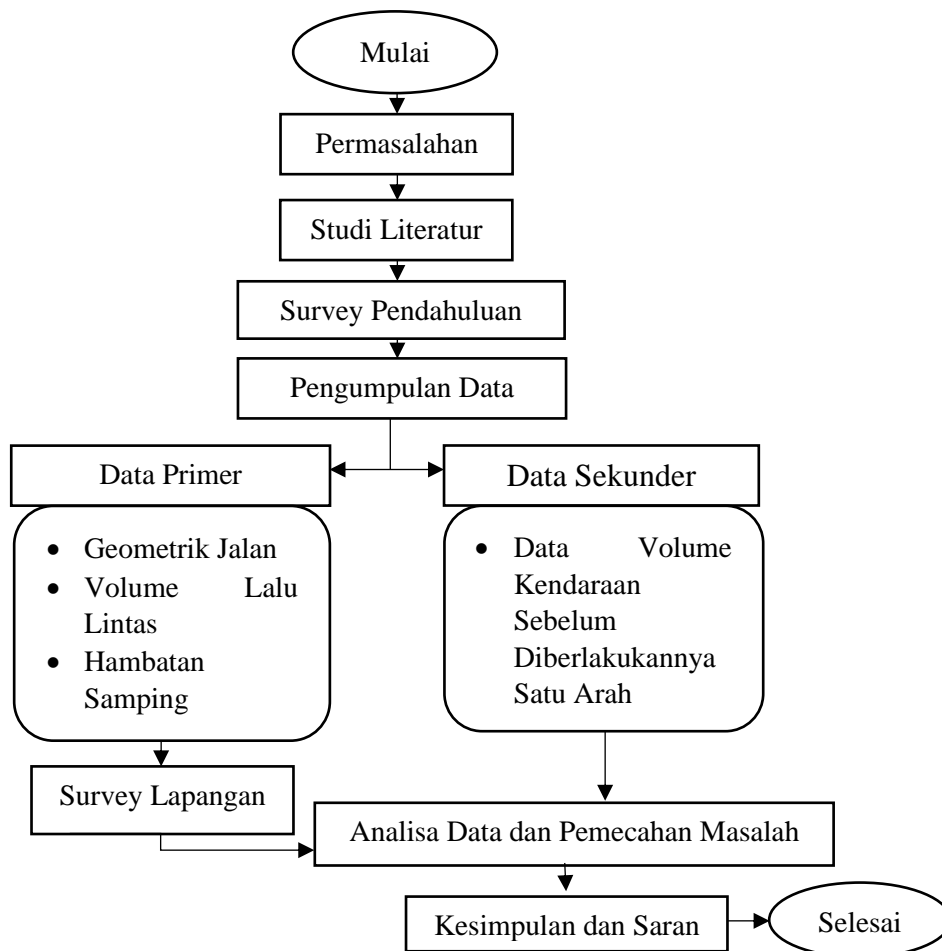 Mulai
Permasalahan
Studi Literatur
Survey Pendahuluan
Pengumpulan Data
Data Primer
• Geometrik Jalan
• Volume Lalu
Lintas
• Hambatan
Samping
Data Sekunder
• Data Volume
Kendaraan
Sebelum
Diberlakukannya
Satu Arah
Survey Lapangan
Analisa Data dan Pemecahan Masalah
Kesimpulan dan Saran
Selesai